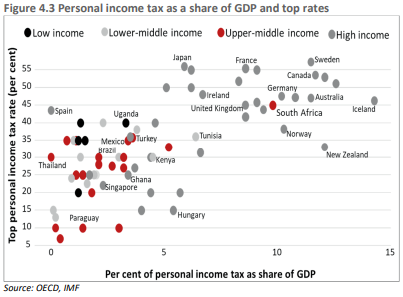 Figure 4.3 Personal income tax as a share of GDP and top rates
Low income Lower-middle income Upper-middle income High income
Top personal income tax rate (per cent)
55
50
45
40
35
30
25
20
15
10
5
0
Japan
France
Sweden
Canada
Ireland
Germany
Australia
Iceland
Spain
Uganda
United Kingdom
South Africa
Mexico
Turkey
Tunisia
Norway
Brazil
New Zealand
Thailand
Kenya
Ghana
Singapore
Paraguay
Hungary
0 5 10 15
Per cent of personal income tax as share of GDP
Source: OECD, IMF